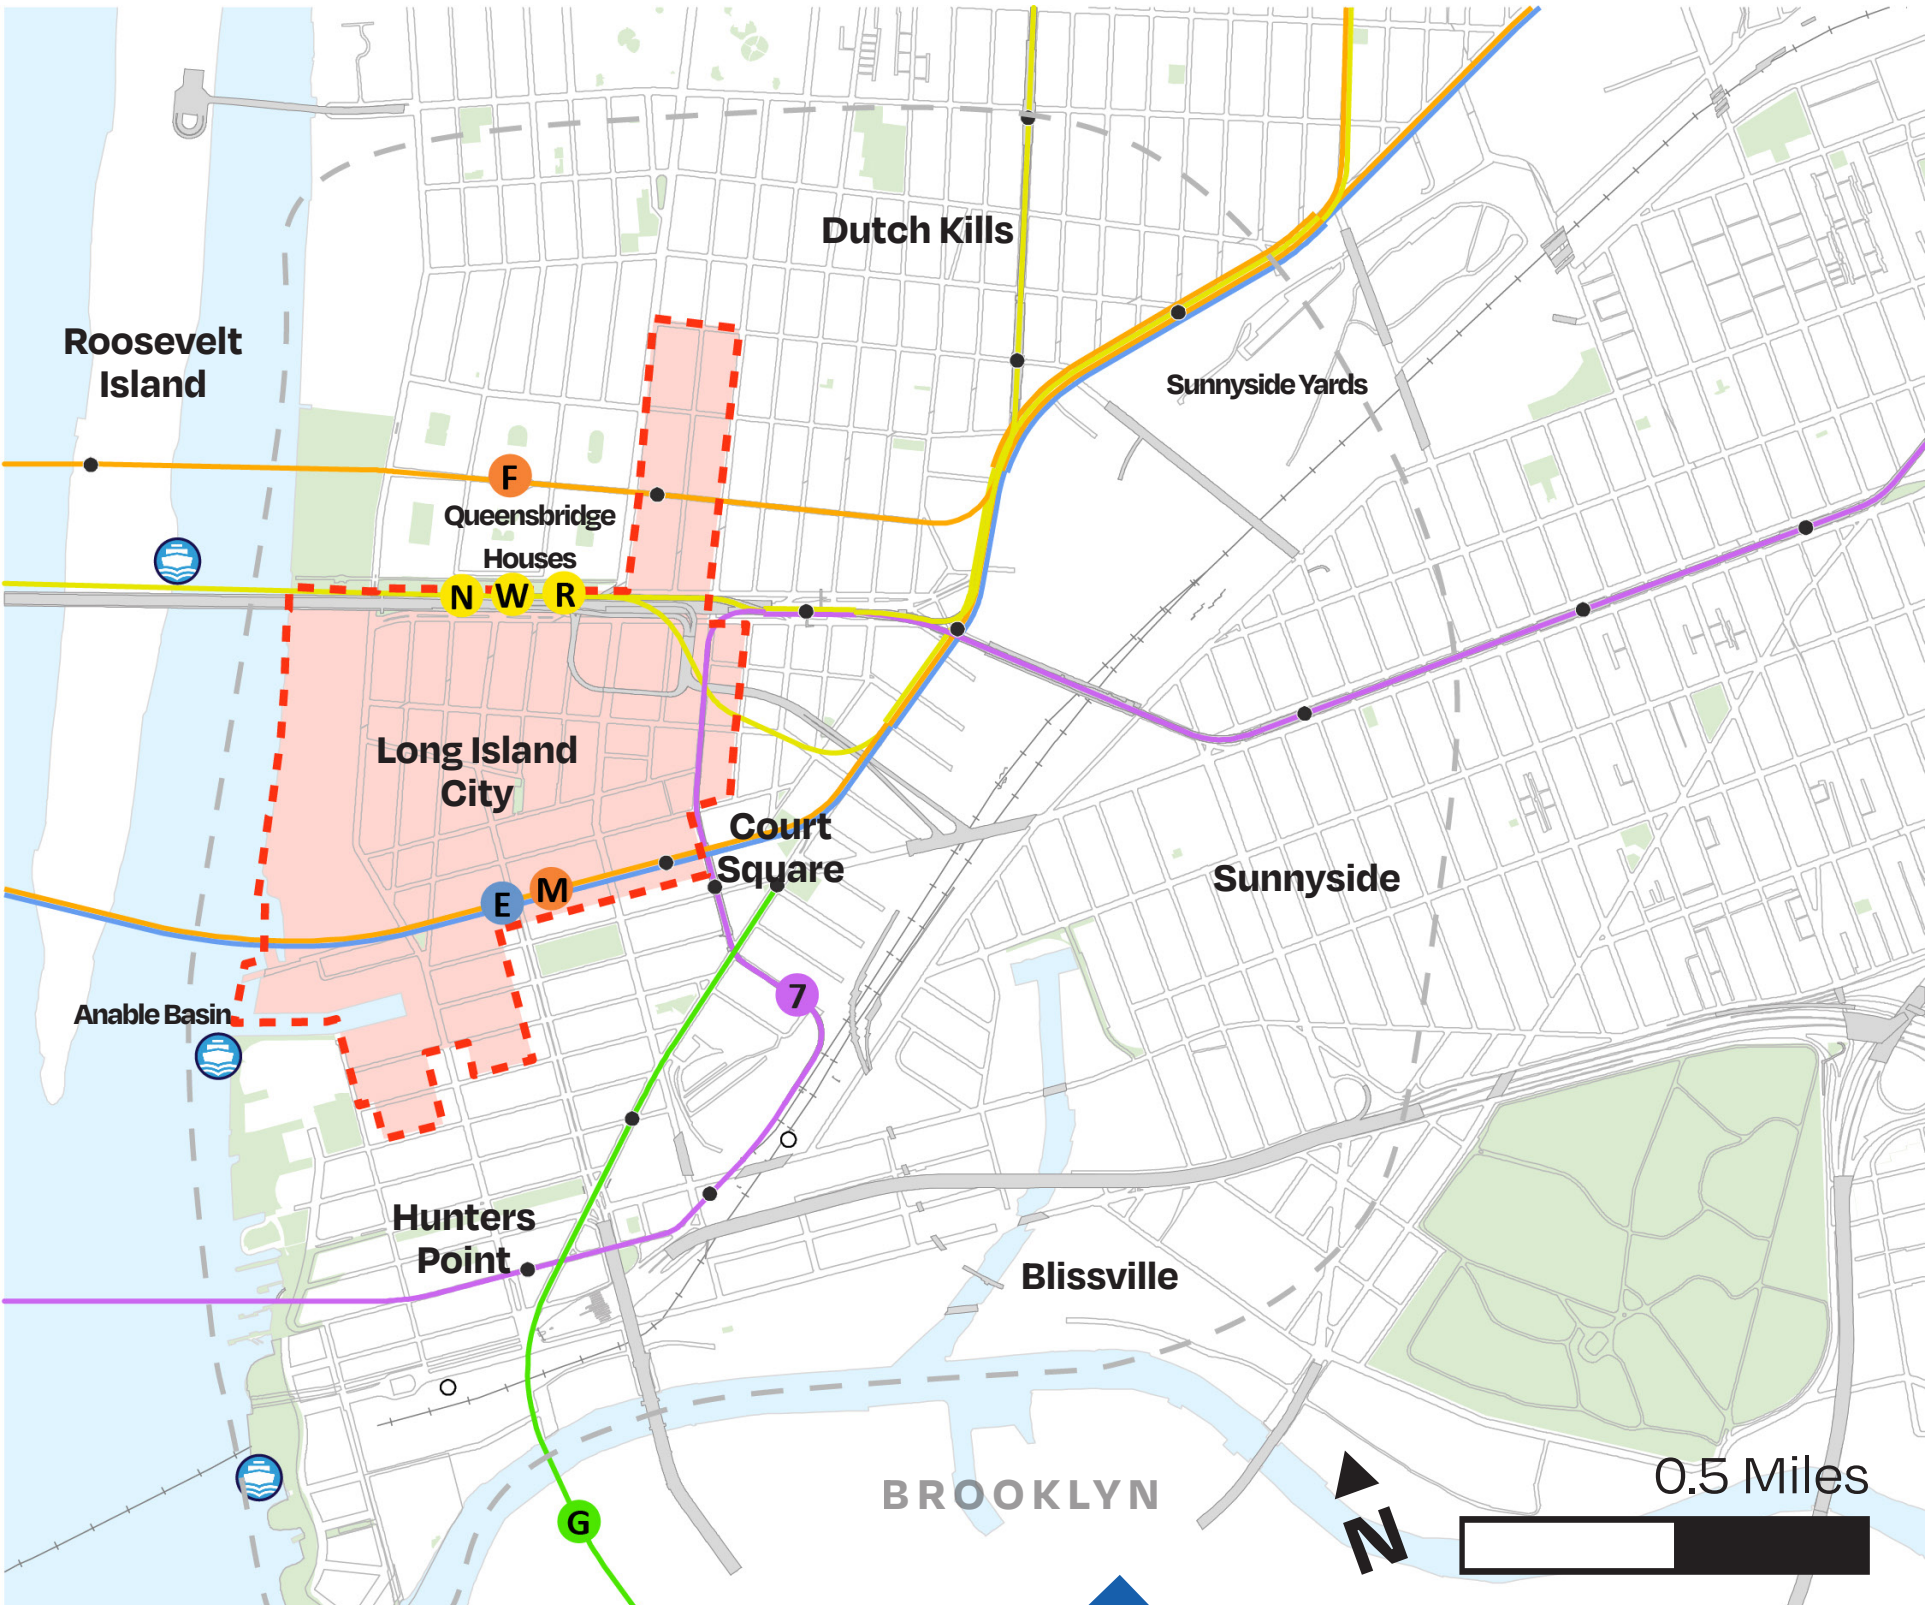 Dutch Kills
Roosevelt
Island
Sunnyside Yards
F
Queensbridge
Houses
N W R
Long Island
City
Court
Square
Sunnyside
E M
7
Anable Basin
Hunters
Point
Blissville
BROOKLYN
0.5 Miles
N
G